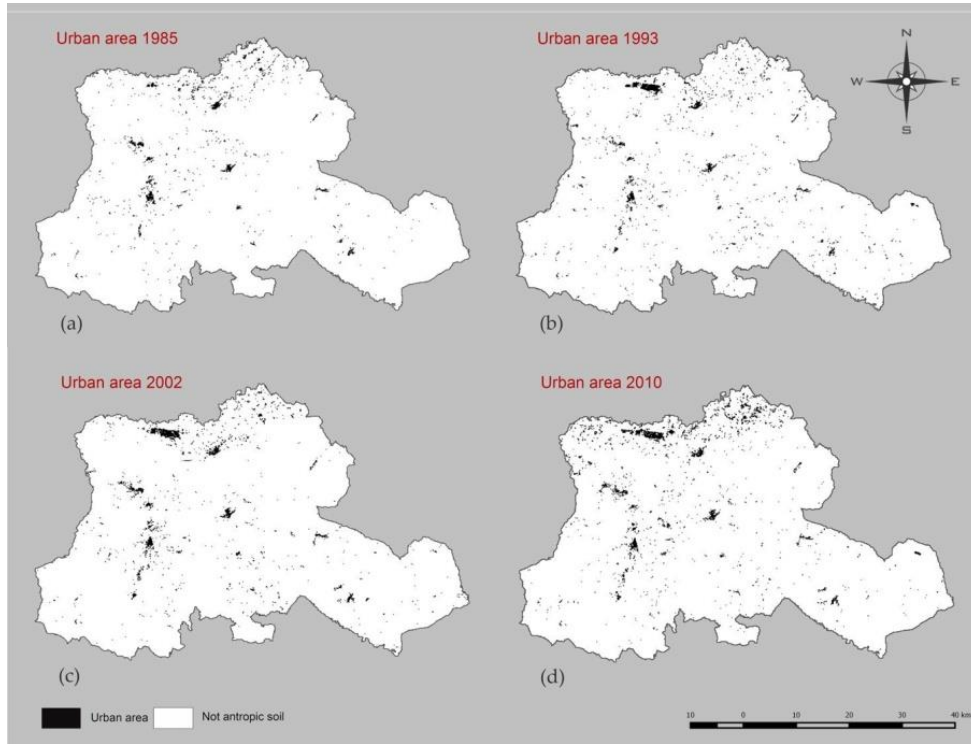 Urban area 1985
Urban area 1993
N
W E
S
(a)
(b)
Urban area 2002
Urban area 2010
(c)
(d)
Urban area
Not antropic soil
10 0 10 20 30 40 km